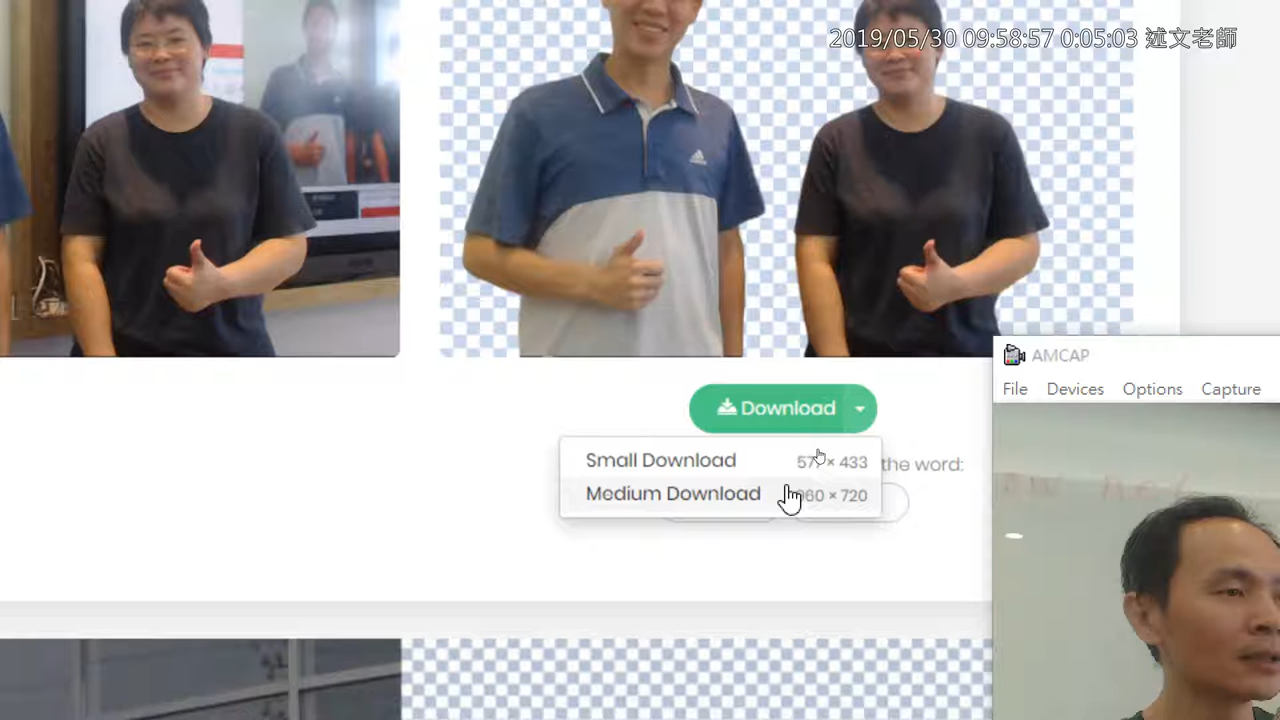 2019/05/30 09:58:57 0:05:03 述文老師
AMCAP
File Devices Options Capture
Download
Small Download × 433
the word:
Medium Download 960 × 720